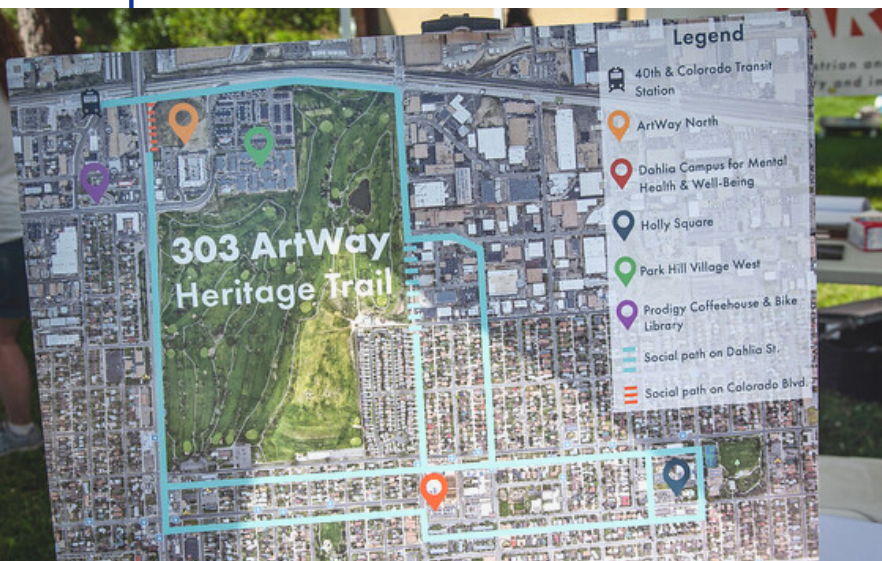 303 ArtWay
Heritage Trail
Legend
40th & Colorado Transit
Station
ArtWay North
Dahlia Campus for Mental
Health & Well-Being
Holly Square
Park Hill Village West
Prodigy Coffeehouse & Bike
Library
Social path on Dahlia St.
Social path on Colorado Blvd.